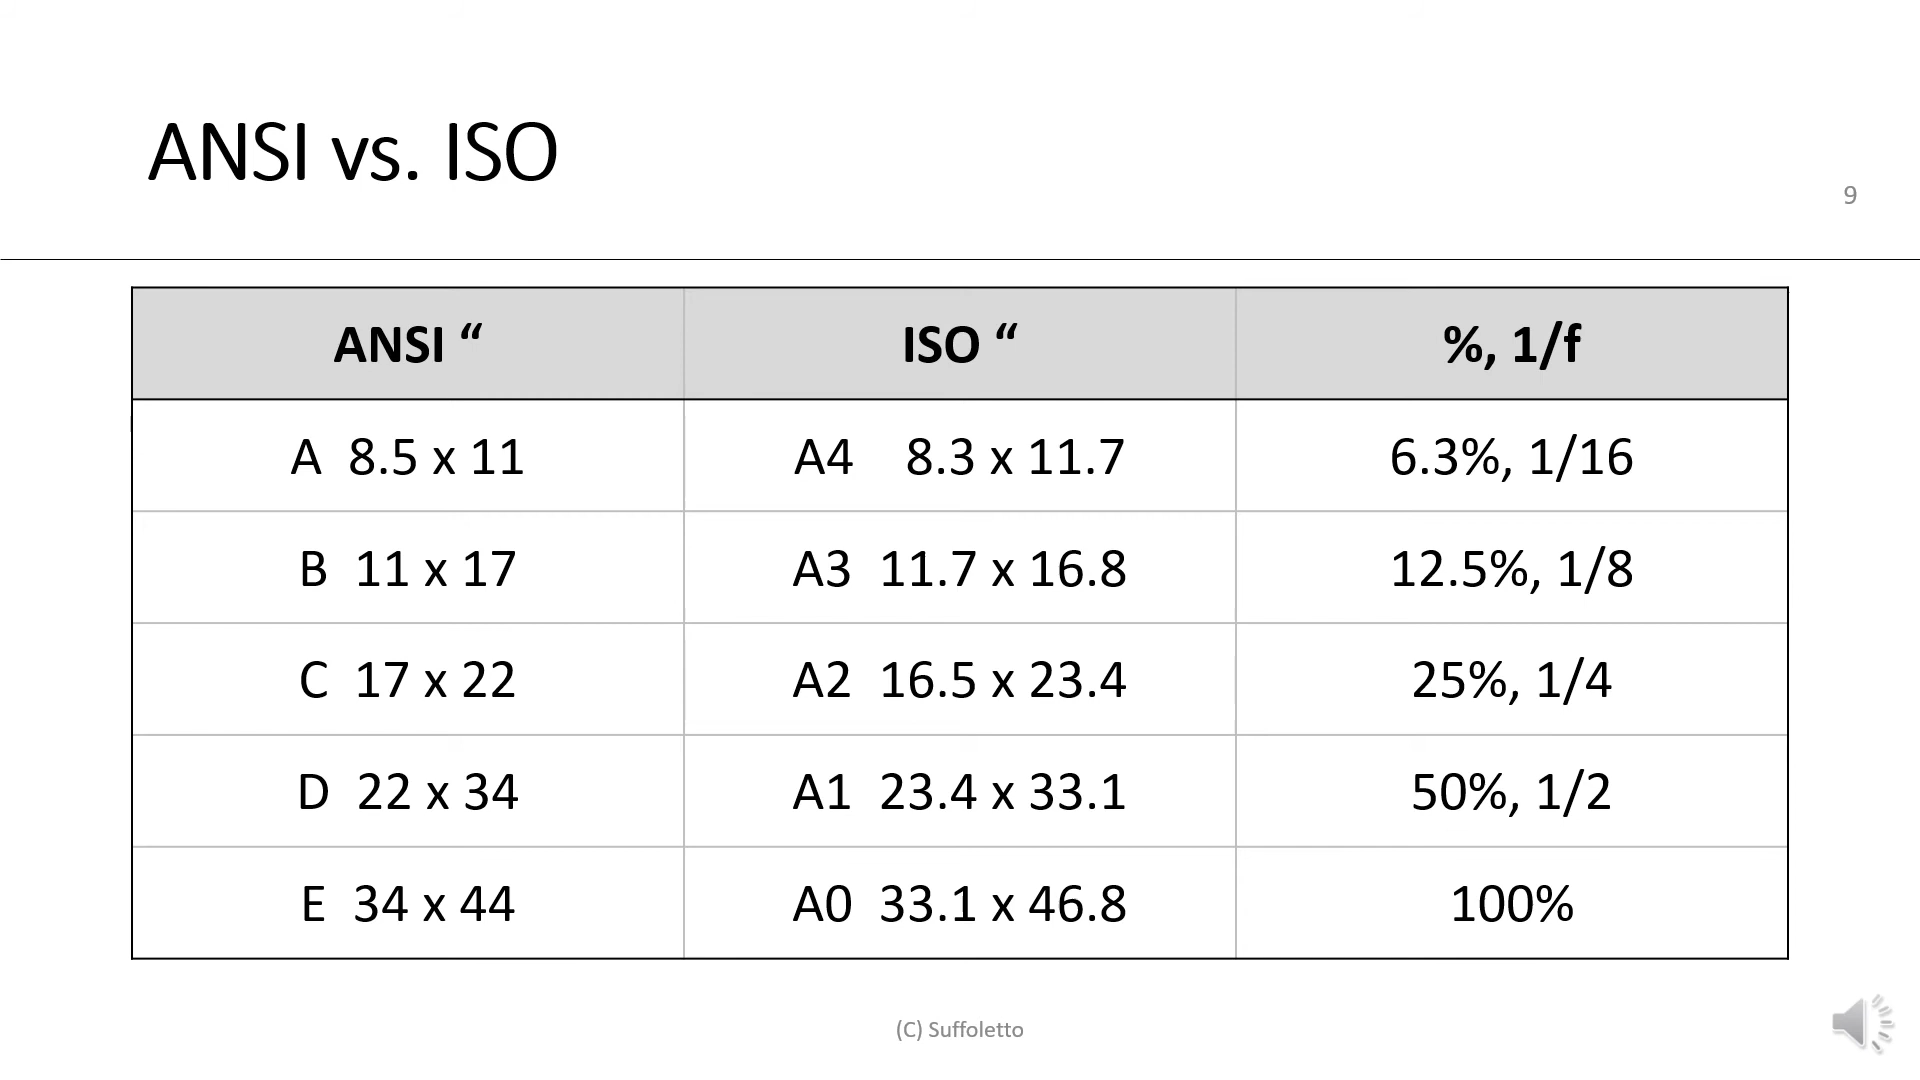 ANSI vs. ISO
9
ANSI “ ISO “ %, 1/f
A 8.5 x 11 A4 8.3 x 11.7 6.3%, 1/16
B 11 x 17 A3 11.7 x 16.8 12.5%, 1/8
C 17 x 22 A2 16.5 x 23.4 25%, 1/4
D 22 x 34 A1 23.4 x 33.1 50%, 1/2
E 34 x 44 A0 33.1 x 46.8 100%
(C) Suffoletto